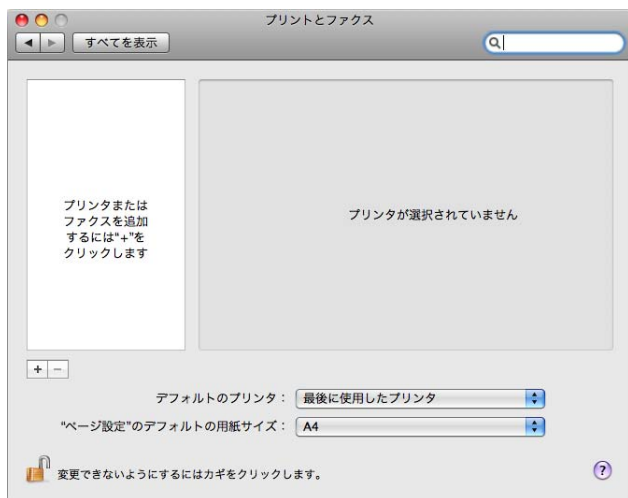 プリントとファクス
すべてを表示
プリンタまたは
ファクスを追加
するには“+”を
クリックします
プリンタが選択されていません
+ −
デフォルトのプリンタ： 最後に使用したプリンタ
“ページ設定”のデフォルトの用紙サイズ： A4
変更できないようにするにはカギをクリックします。 ?